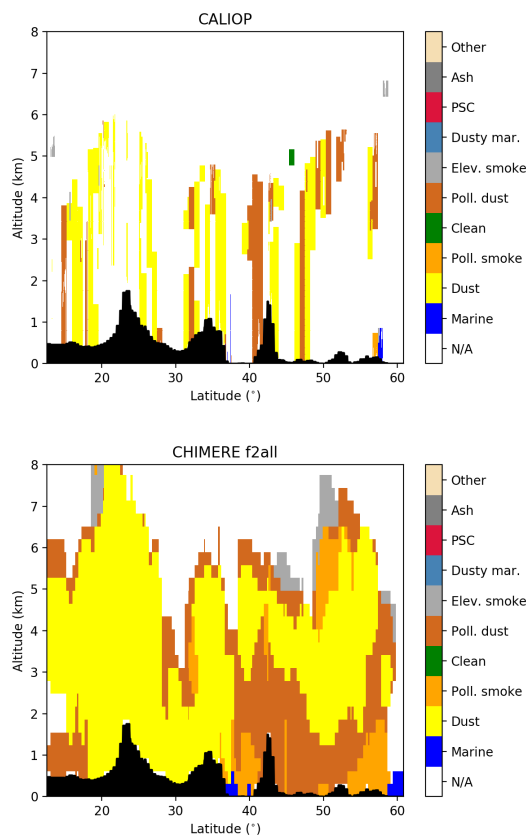 CALIOP
8
7
6
5
4
3
2
1
0
Altitude (km)
20
30
40
50
60
Latitude (°)
Other
Ash
PSC
Dusty mar.
Elev. smoke
Poll. dust
Clean
Poll. smoke
Dust
Marine
N/A
CHIMERE f2all
8
7
6
5
4
3
2
1
0
Altitude (km)
20
30
40
50
60
Latitude (°)
Other
Ash
PSC
Dusty mar.
Elev. smoke
Poll. dust
Clean
Poll. smoke
Dust
Marine
N/A